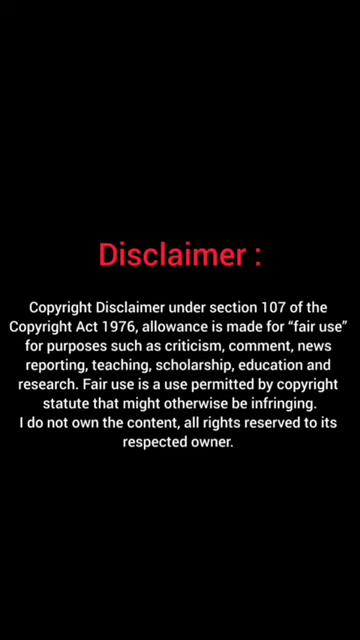 Disclaimer :
Copyright Disclaimer under section 107 of the
Copyright Act 1976, allowance is made for “fair use”
for purposes such as criticism, comment, news
reporting, teaching, scholarship, education and
research. Fair use is a use permitted by copyright
statute that might otherwise be infringing.
I do not own the content, all rights reserved to its
respected owner.